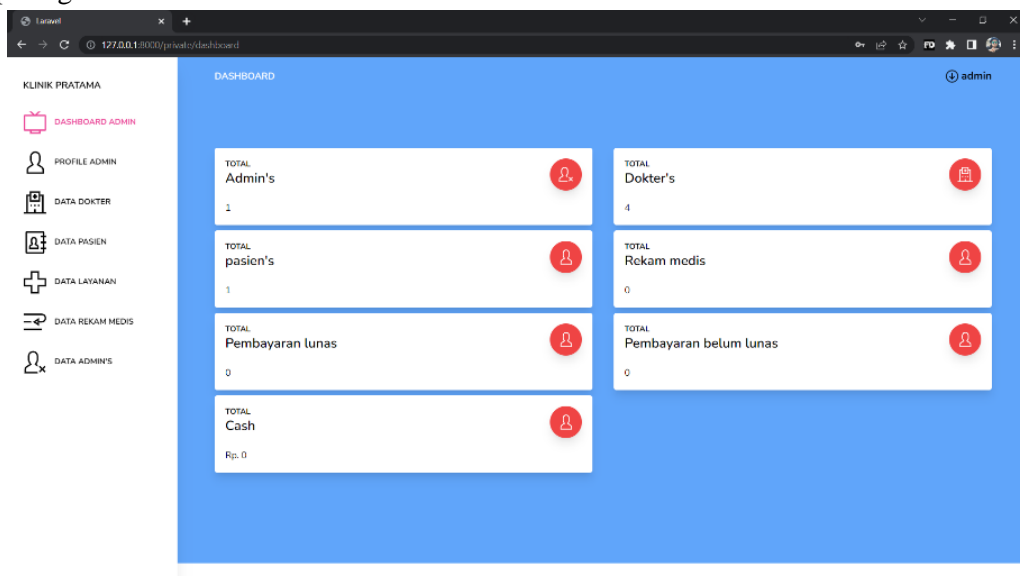 Laravel
127.0.0.1:8000/private/dashboard
KLINIK PRATAMA
DASHBOARD ADMIN
PROFILE ADMIN
DATA DOKTER
DATA PASIEN
DATA LAYANAN
DATA REKAM MEDIS
DATA ADMIN'S
DASHBOARD
admin
TOTAL
Admin's
1
TOTAL
Dokter's
4
TOTAL
pasien's
1
TOTAL
Rekam medis
0
TOTAL
Pembayaran lunas
0
TOTAL
Pembayaran belum lunas
0
TOTAL
Cash
Rp. 0